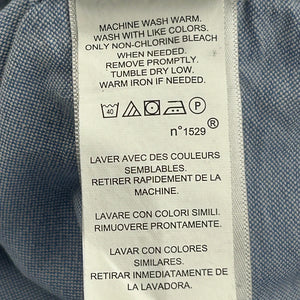 MACHINE WASH WARM.
WASH WITH LIKE COLORS.
ONLY NON-CHLORINE BLEACH
WHEN NEEDED.
REMOVE PROMPTLY.
TUMBLE DRY LOW.
WARM IRON IF NEEDED.
40 P
n°1529 ®
LAVER AVEC DES COULEURS
SEMBLABLES.
RETIRER RAPIDEMENT DE LA
MACHINE.
LAVARE CON COLORI SIMILI.
RIMUOVERE PRONTAMENTE.
LAVAR CON COLORES
SIMILARES.
RETIRAR INMEDIATAMENTE DE
LA LAVADORA.